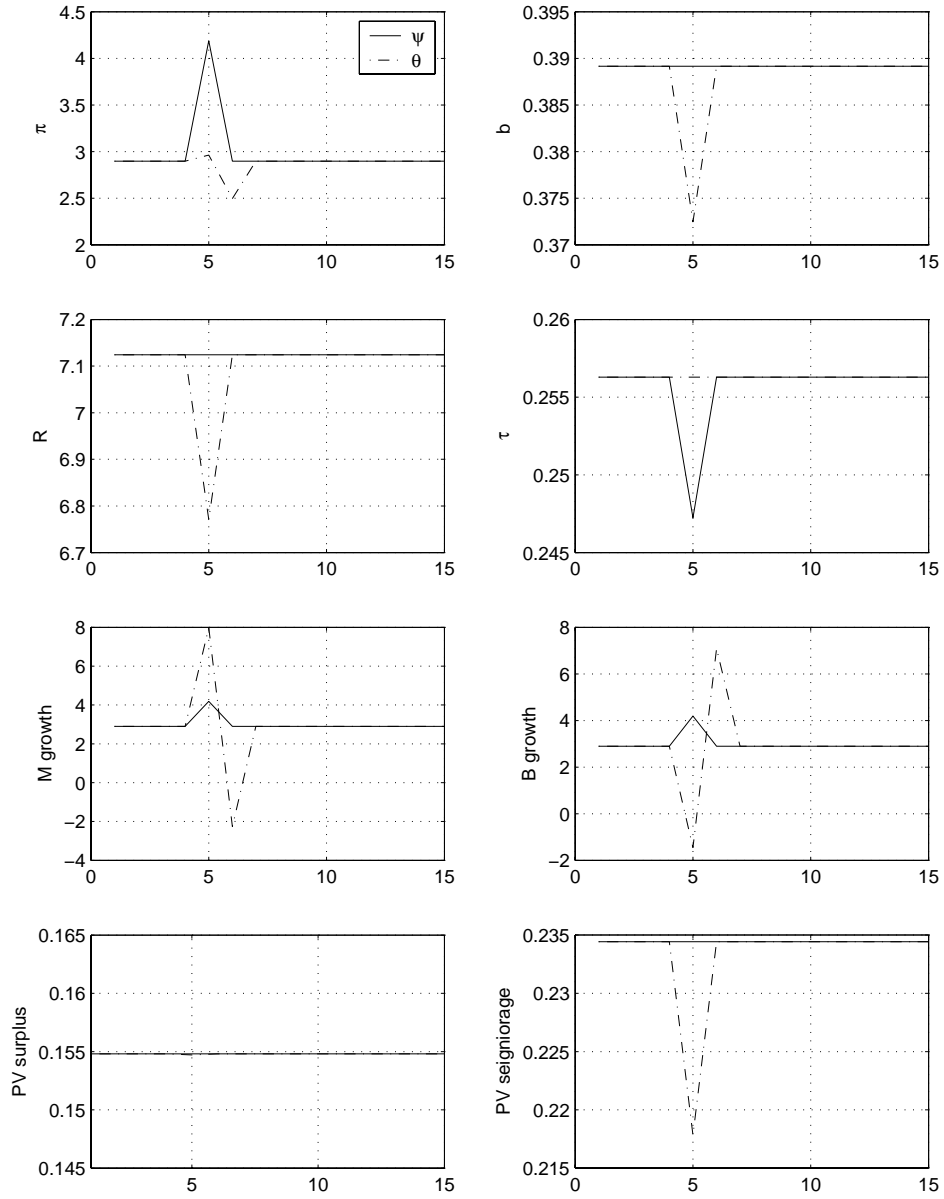 4.5
4
3.5
3
2.5
2
π
ψ
θ
0 5 10 15
0.39
0.385
0.38
0.375
0.37
b
0 5 10 15
7.2
7.1
7
6.9
6.8
6.7
R
0 5 10 15
0.26
0.255
0.25
0.245
τ
0 5 10 15
8
6
4
2
0
−2
−4
M growth
0 5 10 15
8
6
4
2
0
−2
B growth
0 5 10 15
0.165
0.16
0.155
0.15
0.145
PV surplus
5 10 15
0.235
0.23
0.225
0.22
0.215
PV seigniorage
0 5 10 15